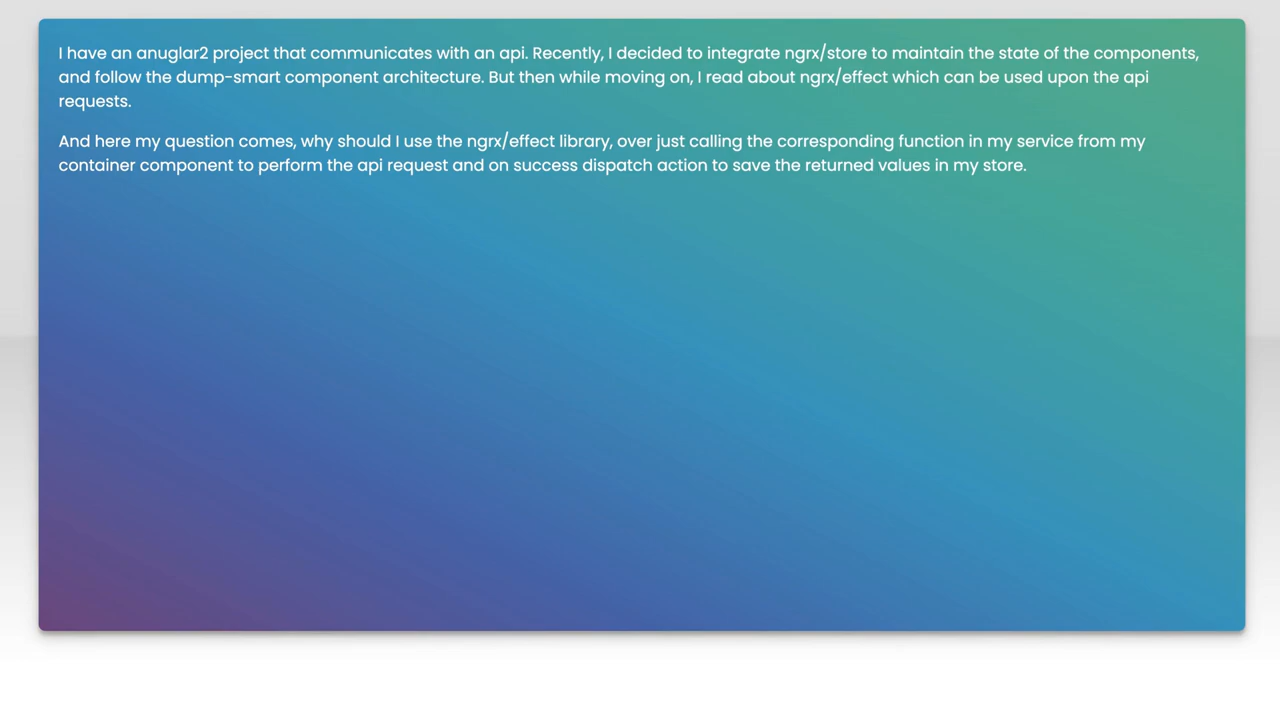 I have an anuglar2 project that communicates with an api. Recently, I decided to integrate ngrx/store to maintain the state of the components,
and follow the dump-smart component architecture. But then while moving on, I read about ngrx/effect which can be used upon the api
requests.
And here my question comes, why should I use the ngrx/effect library, over just calling the corresponding function in my service from my
container component to perform the api request and on success dispatch action to save the returned values in my store.